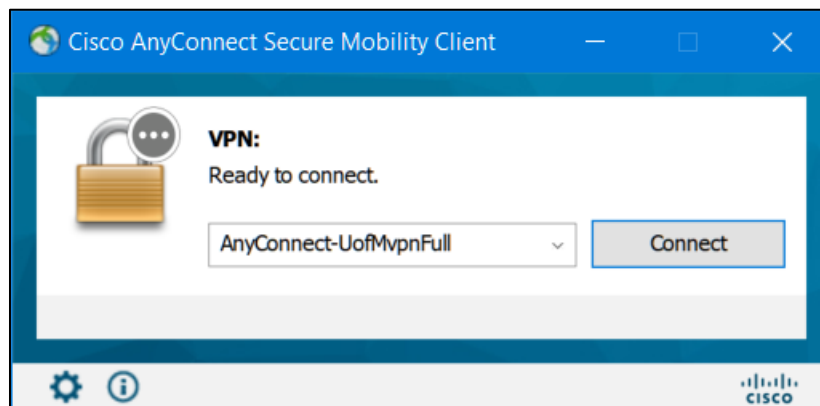 Cisco AnyConnect Secure Mobility Client
VPN:
Ready to connect.
AnyConnect-UofMvpnFull
Connect
CISCO